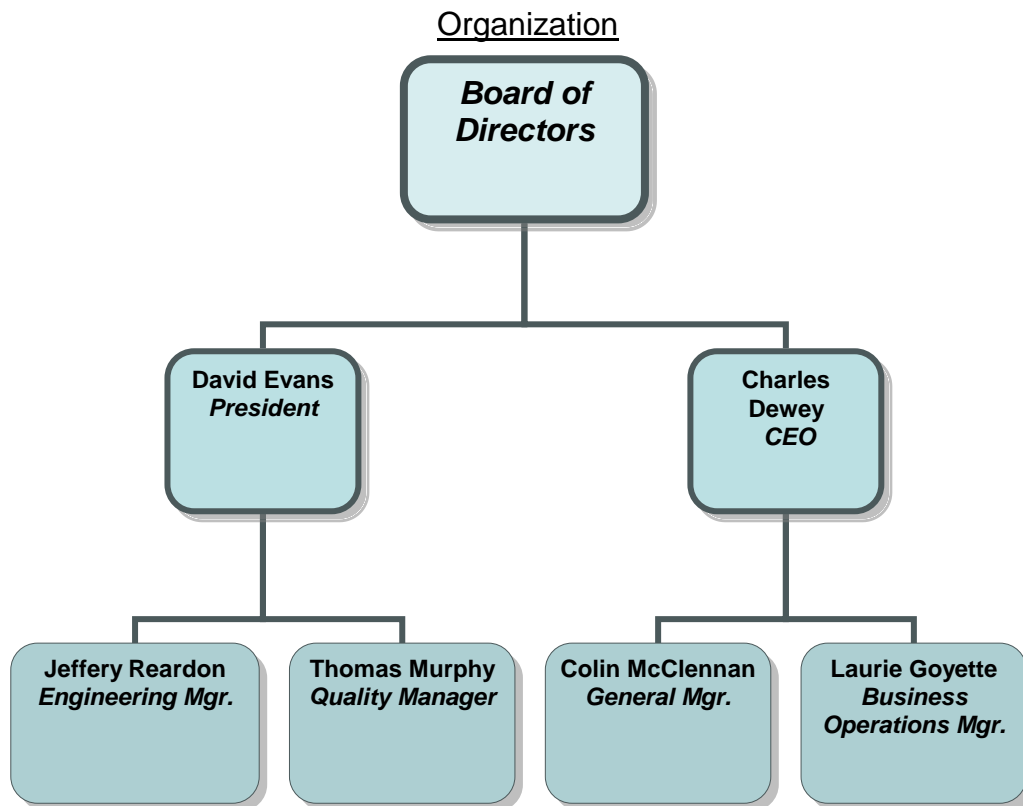 Organization
Board of
Directors
David Evans
President
Charles
Dewey
CEO
Jeffery Reardon
Engineering Mgr.
Thomas Murphy
Quality Manager
Colin McClennan
General Mgr.
Laurie Goyette
Business
Operations Mgr.